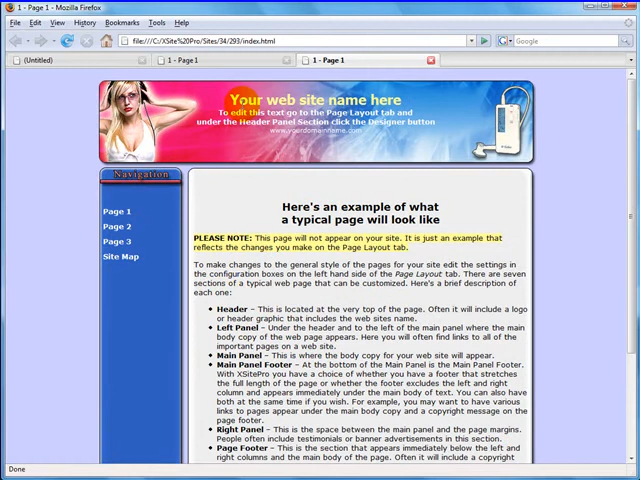 1 - Page 1 - Mozilla Firefox
File Edit View History Bookmarks Tools Help
file:///C:/XSite%20Pro/Sites/34/293/index.html
Google
(Untitled)
1 - Page 1
1 - Page 1
Your web site name here
To edit this text go to the Page Layout tab and
under the Header Panel Section click the Designer button
www.yourdomainname.com
Navigation
Page 1
Page 2
Page 3
Site Map
Here's an example of what
a typical page will look like
PLEASE NOTE: This page will not appear on your site. It is just an example that
reflects the changes you make on the Page Layout tab.
To make changes to the general style of the pages for your site edit the settings in
the configuration boxes on the left hand side of the Page Layout tab. There are seven
sections of a typical web page that can be customized. Here's a brief description of
each one:
Header – This is located at the very top of the page. Often it will include a logo
or header graphic that includes the web sites name.
Left Panel – Under the header and to the left of the main panel where the main
body copy of the web page appears. Here you will often find links to all of the
important pages on a web site.
Main Panel – This is where the body copy for your web site will appear.
Main Panel Footer – At the bottom of the Main Panel is the Main Panel Footer.
With XSitePro you have a choice of whether you have a footer that stretches
the full length of the page or whether the footer excludes the left and right
column and appears immediately under the main body of text. You can also have
both at the same time if you wish. For example, you may want to have various
links to pages appear under the main body copy and a copyright message on the
page footer.
Right Panel – This is the space between the main panel and the page margins.
People often include testimonials or banner advertisements in this section.
Page Footer – This is the section that appears immediately below the left and
right columns and the main body of the page. Often it will include a copyright
Done